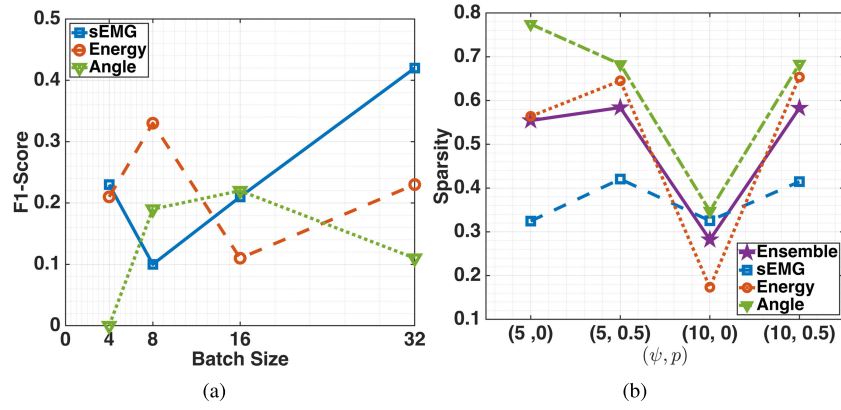 sEMG
Energy
Angle
F1-Score
0.5
0.4
0.3
0.2
0.1
0
0 4 8 16 32
Batch Size
(a)
Sparsity
0.8
0.7
0.6
0.5
0.4
0.3
0.2
0.1
Ensemble
sEMG
Energy
Angle
(5 ,0) (5, 0.5) (10, 0) (10, 0.5)
(ψ, p)
(b)